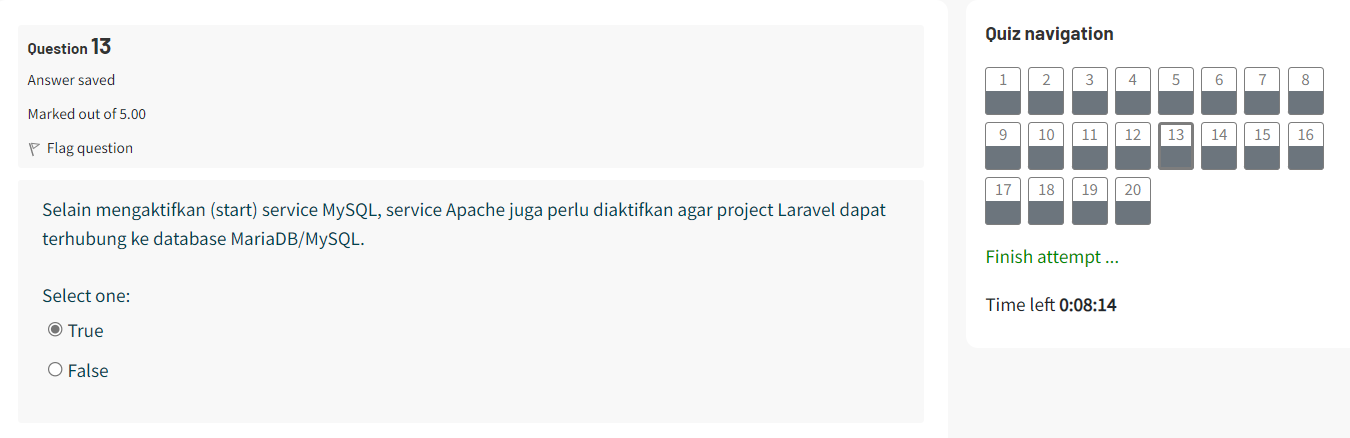 Question 13
Answer saved
Marked out of 5.00
Flag question
Selain mengaktifkan (start) service MySQL, service Apache juga perlu diaktifkan agar project Laravel dapat
terhubung ke database MariaDB/MySQL.
Select one:
True
False
Quiz navigation
1 2 3 4 5 6 7 8
9 10 11 12 13 14 15 16
17 18 19 20
Finish attempt ...
Time left 0:08:14